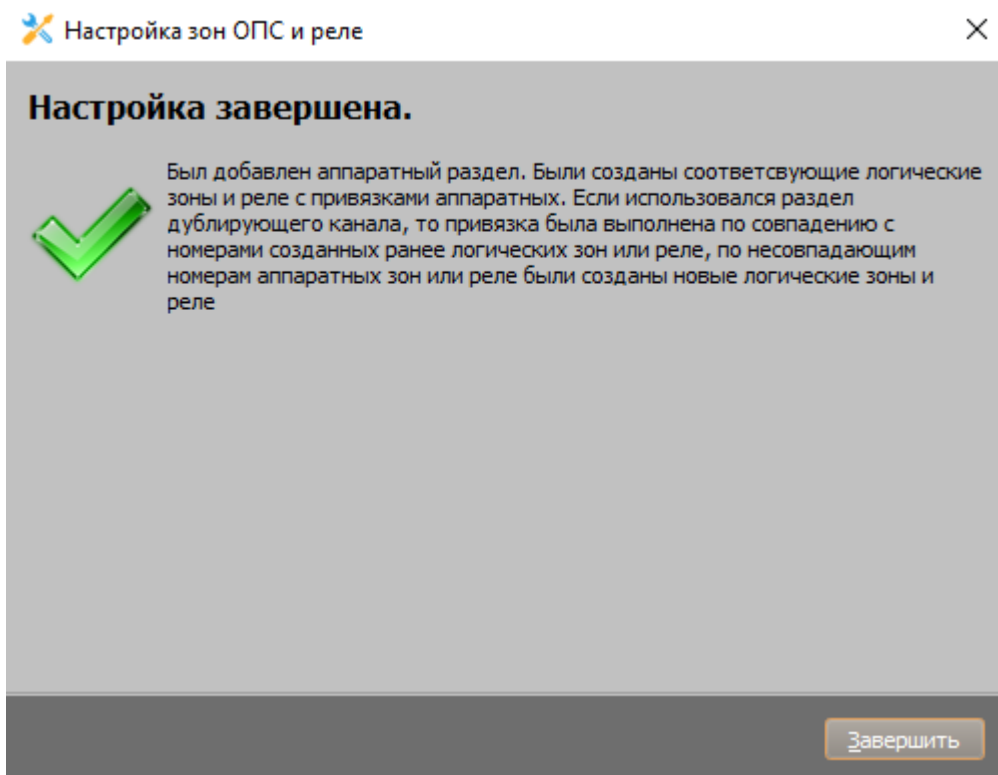 Настройка зон ОПС и реле
Настройка завершена.
Был добавлен аппаратный раздел. Были созданы соответсвующие логические
зоны и реле с привязками аппаратных. Если использовался раздел
дублирующего канала, то привязка была выполнена по совпадению с
номерами созданных ранее логических зон или реле, по несовпадающим
номерам аппаратных зон или реле были созданы новые логические зоны и
реле
Завершить